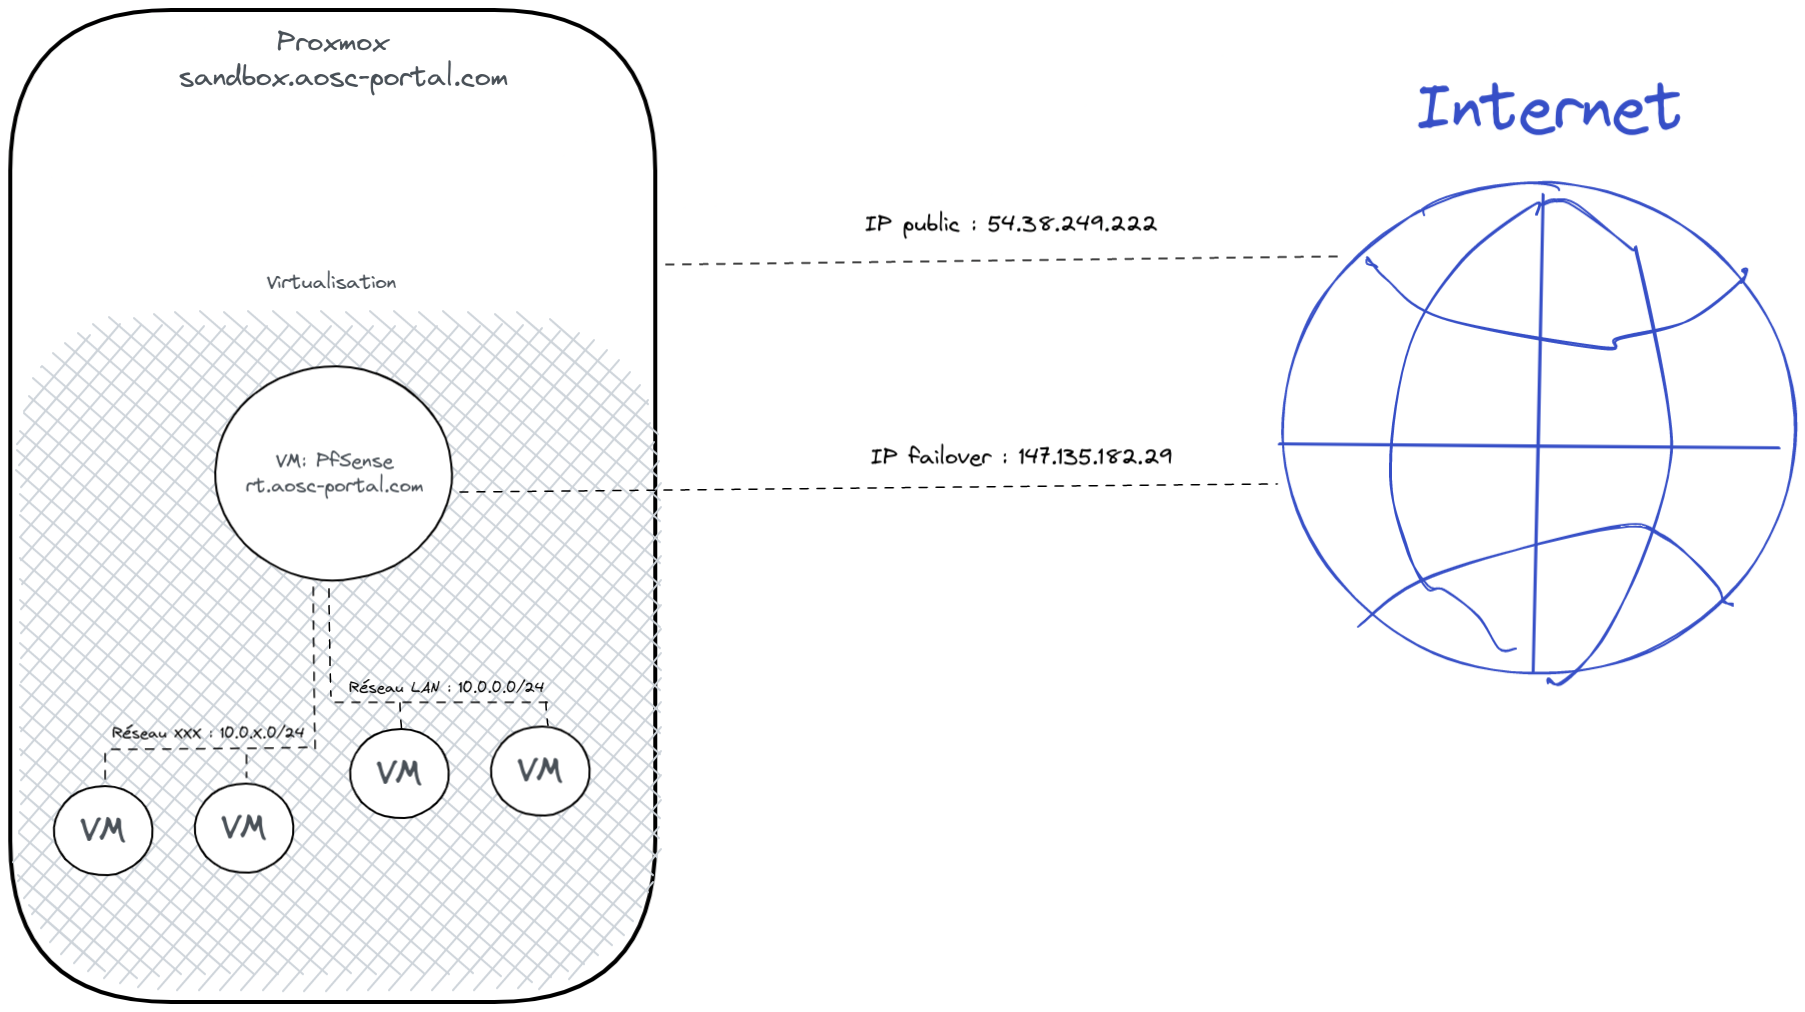 Proxmox
sandbox.aosc-portal.com
Internet
IP public : 54.38.249.222
Virtualisation
VM: PfSense
rt.aosc-portal.com
IP failover : 147.135.182.29
Réseau LAN : 10.0.0.0/24
Réseau xxx : 10.0.x.0/24
VM
VM
VM
VM